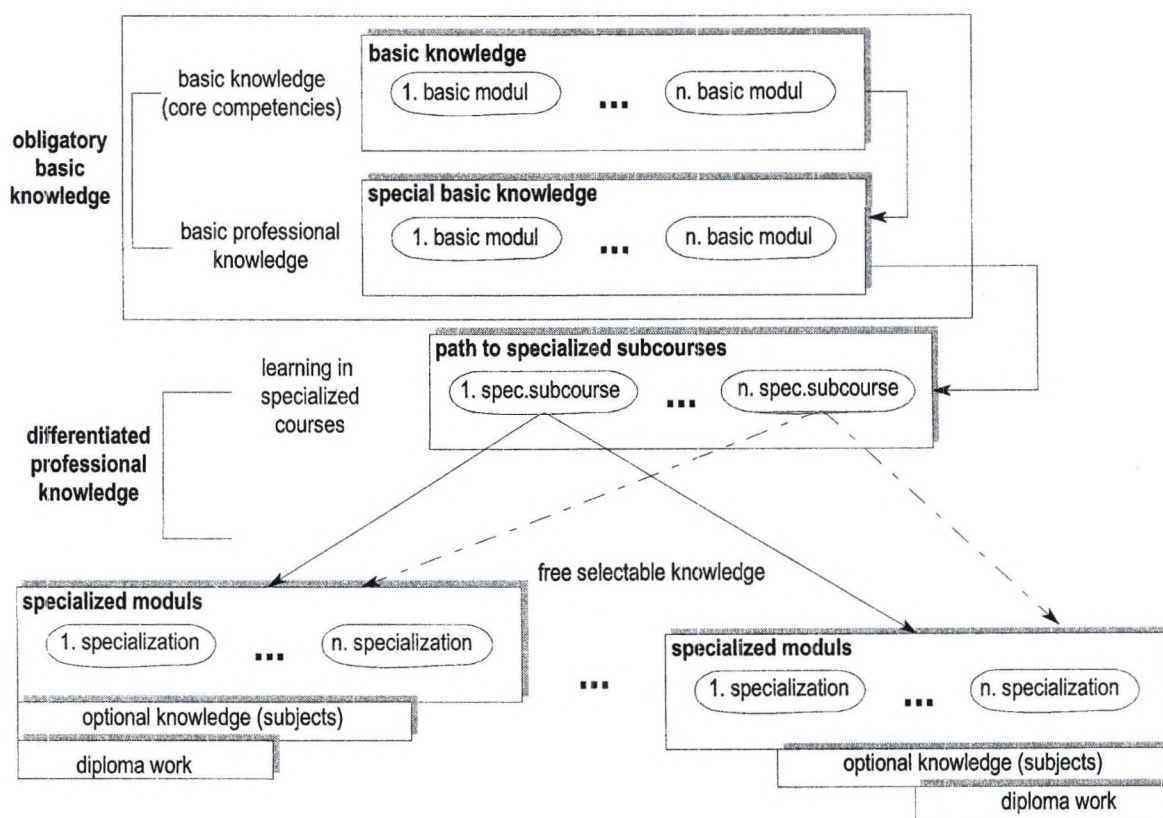 basic knowledge
1. basic modul ... n. basic modul
basic knowledge
(core competencies)
obligatory
basic
knowledge
special basic knowledge
1. basic modul ... n. basic modul
basic professional
knowledge
path to specialized subcourses
1. spec.subcourse ... n. spec.subcourse
learning in
specialized
courses
differentiated
professional
knowledge
free selectable knowledge
specialized moduls
1. specialization ... n. specialization
optional knowledge (subjects)
diploma work
...
specialized moduls
1. specialization ... n. specialization
optional knowledge (subjects)
diploma work